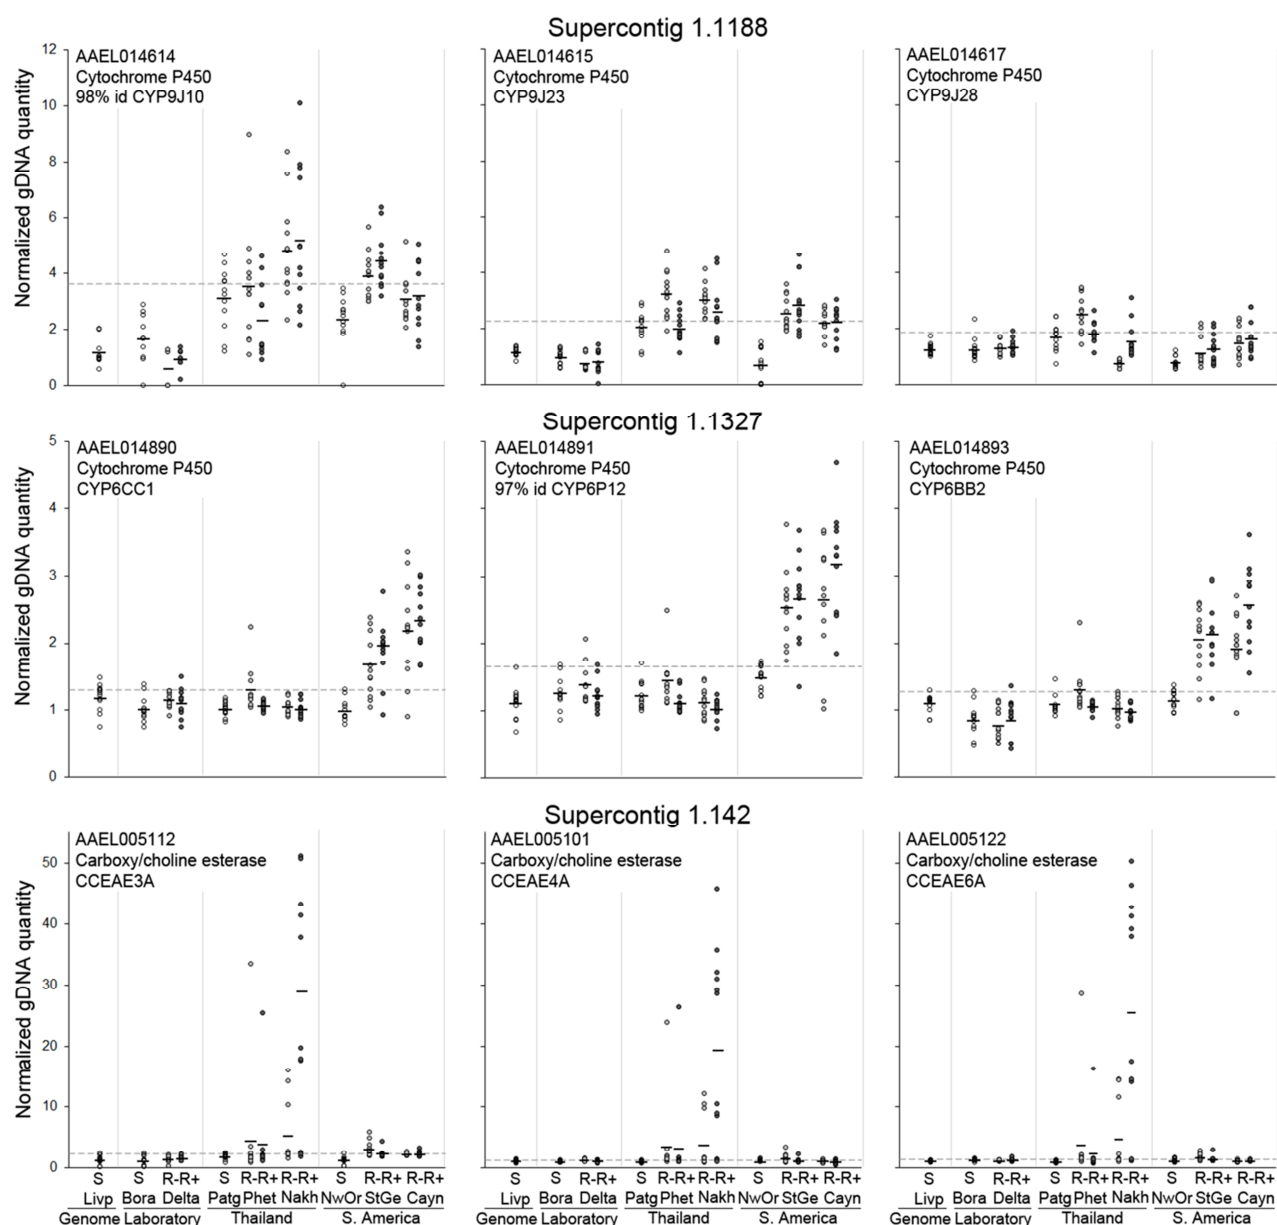 Supercontig 1.1188
Normalized gDNA quantity
12
10
8
6
4
2
0
AAEL014614
Cytochrome P450
98% id CYP9J10
AAEL014615
Cytochrome P450
CYP9J23
AAEL014617
Cytochrome P450
CYP9J28
Supercontig 1.1327
Normalized gDNA quantity
5
4
3
2
1
0
AAEL014890
Cytochrome P450
CYP6CC1
AAEL014891
Cytochrome P450
97% id CYP6P12
AAEL014893
Cytochrome P450
CYP6BB2
Supercontig 1.142
Normalized gDNA quantity
50
40
30
20
10
0
AAEL005112
Carboxy/choline esterase
CCEAE3A
AAEL005101
Carboxy/choline esterase
CCEAE4A
AAEL005122
Carboxy/choline esterase
CCEAE6A
S S R-R+ S R-R+ R-R+ S R-R+ R-R+
Livp Bora Delta Patg Phet Nakh NwOr StGe Cayn
Genome Laboratory Thailand S. America
S S R-R+ S R-R+ R-R+ S R-R+ R-R+
Livp Bora Delta Patg Phet Nakh NwOr StGe Cayn
Genome Laboratory Thailand S. America
S S R-R+ S R-R+ R-R+ S R-R+ R-R+
Livp Bora Delta Patg Phet Nakh NwOr StGe Cayn
Genome Laboratory Thailand S. America